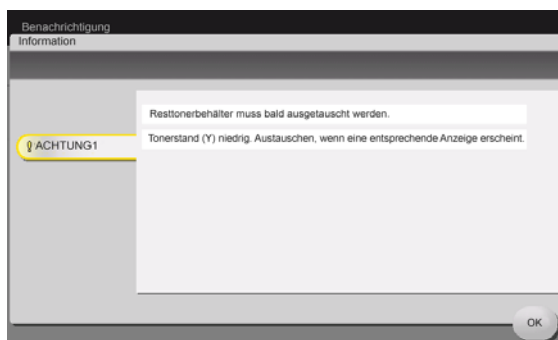 Benachrichtigung
Information
Resttonerbehälter muss bald ausgetauscht werden.
Tonerstand (Y) niedrig. Austauschen, wenn eine entsprechende Anzeige erscheint.
ACHTUNG1
OK